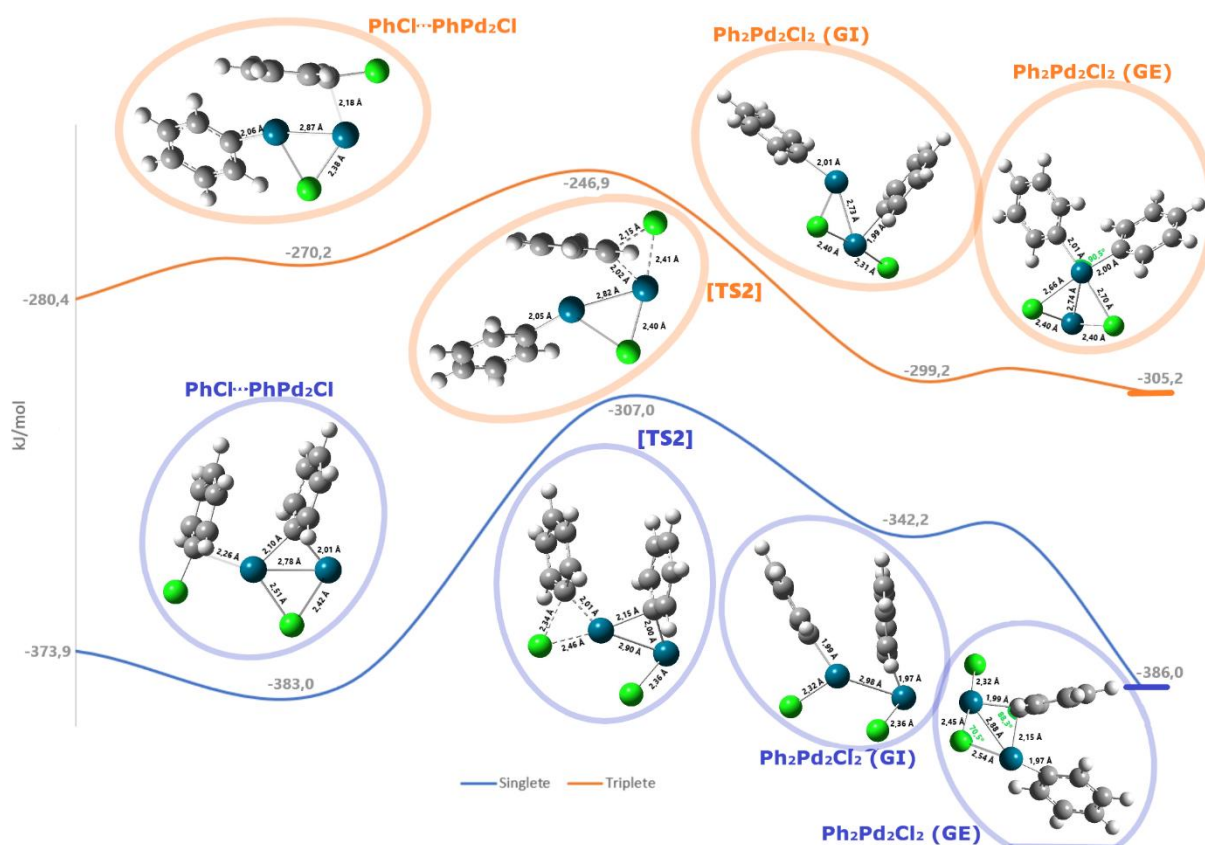 PhCl···PhPd₂Cl
2,06 Å
2,87 Å
2,18 Å
2,38 Å
Ph₂Pd₂Cl₂ (GI)
2,01 Å
2,73 Å
2,40 Å
1,99 Å
2,31 Å
Ph₂Pd₂Cl₂ (GE)
2,01 Å
90,5°
2,00 Å
2,66 Å
2,74 Å
2,70 Å
2,40 Å
2,40 Å
-280,4
-270,2
-246,9
2,15 Å
2,41 Å
2,02 Å
2,82 Å
2,05 Å
2,40 Å
[TS2]
-299,2
-305,2
kJ/mol
PhCl···PhPd₂Cl
2,26 Å
2,10 Å
2,01 Å
2,78 Å
2,51 Å
2,42 Å
-307,0
[TS2]
2,34 Å
2,01 Å
2,15 Å
2,00 Å
2,46 Å
2,90 Å
2,36 Å
-342,2
1,99 Å
2,32 Å
2,98 Å
1,97 Å
2,36 Å
Ph₂Pd₂Cl₂ (GI)
-373,9
-383,0
-386,0
2,32 Å
1,99 Å
2,45 Å
2,88 Å
70,5°
2,15 Å
2,54 Å
1,97 Å
Ph₂Pd₂Cl₂ (GE)
Singlete
Triplete